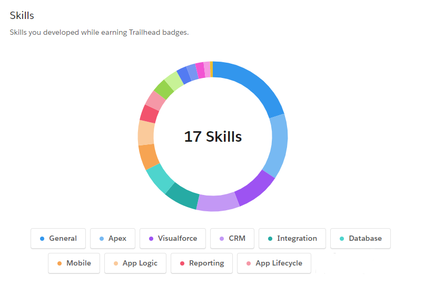 Skills
Skills you developed while earning Trailhead badges.
17 Skills
General Apex Visualforce CRM Integration Database
Mobile App Logic Reporting App Lifecycle